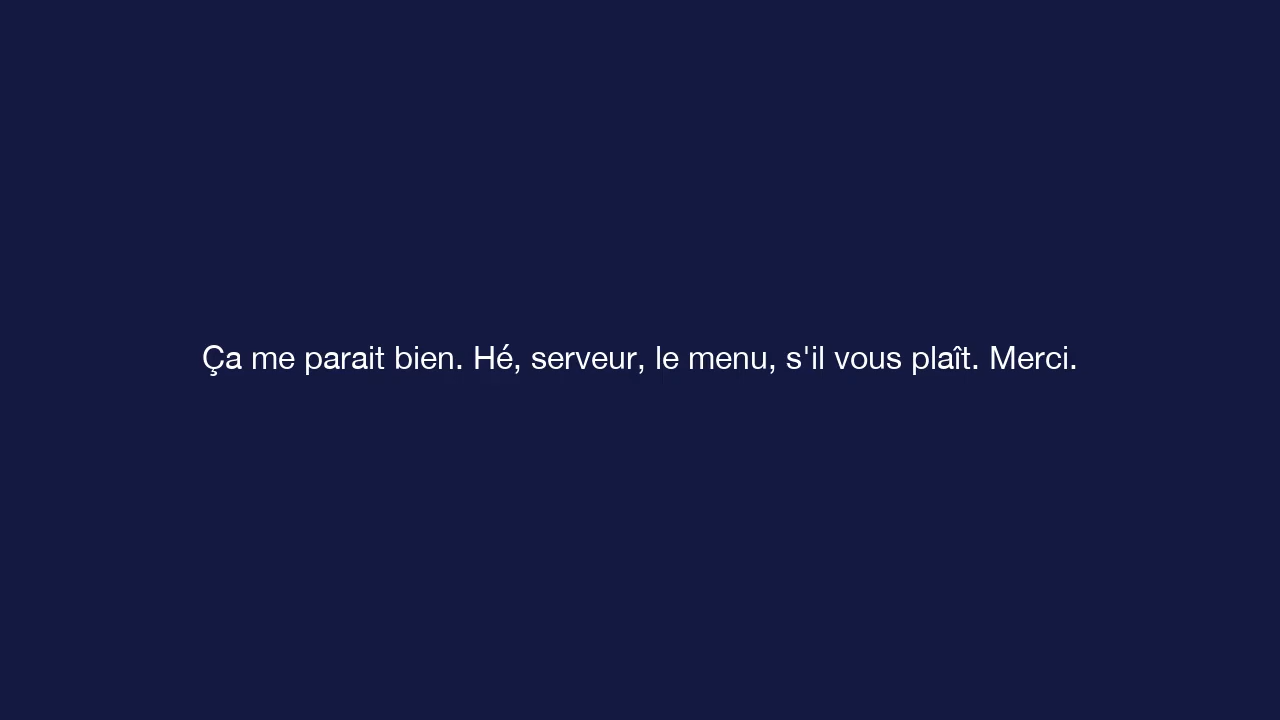 Ça me parait bien. Hé, serveur, le menu, s'il vous plaît. Merci.